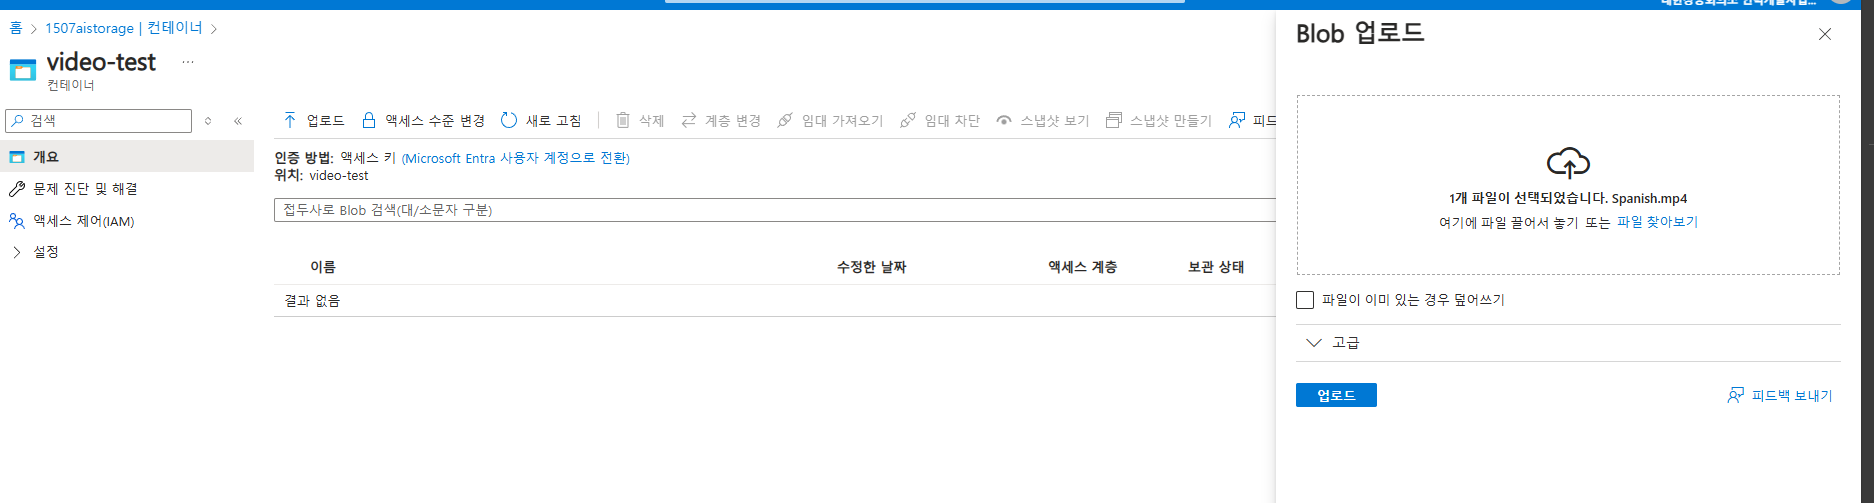 홈 > 1507aistorage | 컨테이너 >
video-test ...
컨테이너
검색
개요
문제 진단 및 해결
액세스 제어(IAM)
설정
업로드 액세스 수준 변경 새로 고침 삭제 계층 변경 임대 가져오기 임대 차단 스냅샷 보기 스냅샷 만들기 피드
인증 방법: 액세스 키 (Microsoft Entra 사용자 계정으로 전환)
위치: video-test
접두사로 Blob 검색(대/소문자 구분)
이름 수정한 날짜 액세스 계층 보관 상태
결과 없음
Blob 업로드
1개 파일이 선택되었습니다. Spanish.mp4
여기에 파일 끌어서 놓기 또는 파일 찾아보기
파일이 이미 있는 경우 덮어쓰기
고급
업로드
피드백 보내기